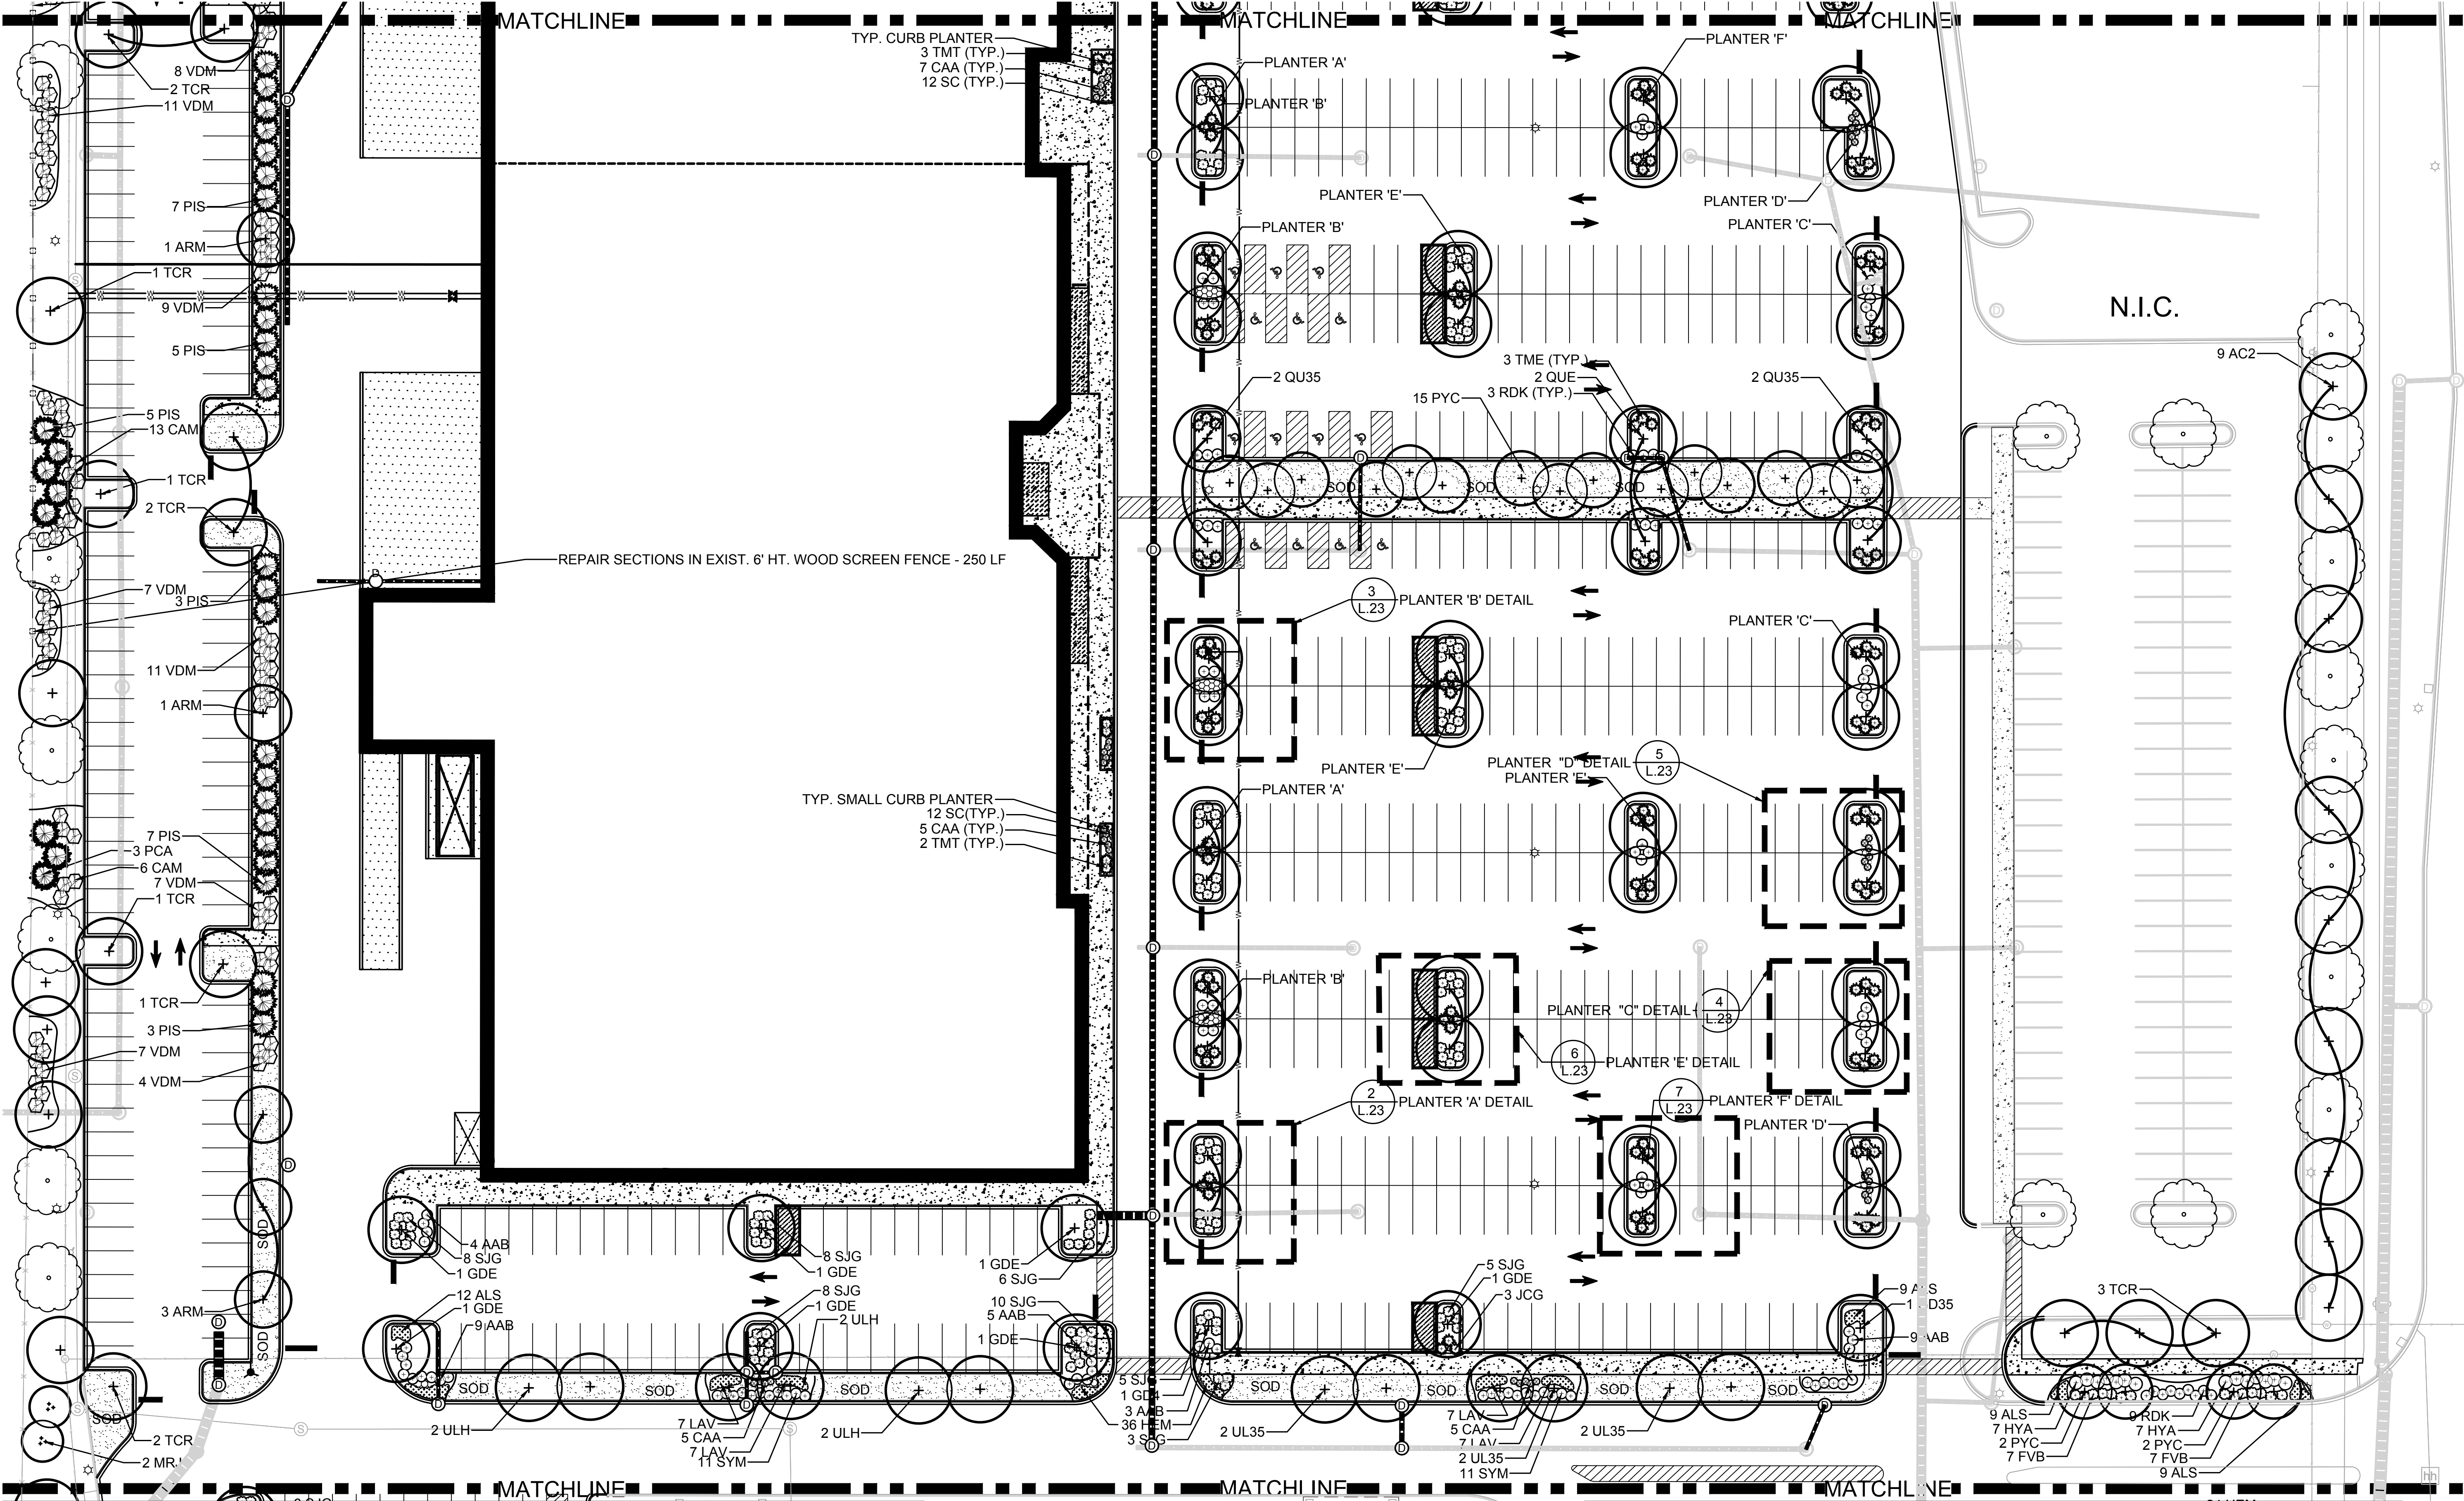 MATCHLINE
MATCHLINE
MATCHLINE
8 VDM
2 TCR
11 VDM
7 PIS
1 ARM
1 TCR
9 VDM
5 PIS
5 PIS
13 CAM
1 TCR
2 TCR
7 VDM
3 PIS
11 VDM
1 ARM
7 PIS
3 PCA
6 CAM
7 VDM
1 TCR
1 TCR
3 PIS
7 VDM
4 VDM
3 ARM
SOD
SOD
SOD
2 TCR
2 MRJ
TYP. CURB PLANTER
3 TMT (TYP.)
7 CAA (TYP.)
12 SC (TYP.)
REPAIR SECTIONS IN EXIST. 6' HT. WOOD SCREEN FENCE - 250 LF
TYP. SMALL CURB PLANTER
12 SC(TYP.)
5 CAA (TYP.)
2 TMT (TYP.)
4 AAB
8 SJG
1 GDE
12 ALS
1 GDE
9 AAB
8 SJG
1 GDE
8 SJG
1 GDE
2 ULH
1 GDE
6 SJG
10 SJG
5 AAB
1 GDE
SOD
SOD
SOD
2 ULH
7 LAV
5 CAA
7 LAV
11 SYM
2 ULH
PLANTER 'A'
PLANTER 'B'
PLANTER 'F'
PLANTER 'E'
PLANTER 'D'
PLANTER 'B'
PLANTER 'C'
3 TME (TYP.)
2 QU35
2 QUE
2 QU35
3 RDK (TYP.)
15 PYC
SOD
SOD
SOD
3
L.23
PLANTER 'B' DETAIL
PLANTER 'C'
PLANTER 'E'
PLANTER "D" DETAIL
5
L.23
PLANTER 'F'
PLANTER 'A'
PLANTER 'B'
PLANTER "C" DETAIL
4
L.23
6
L.23
PLANTER 'E' DETAIL
2
L.23
PLANTER 'A' DETAIL
7
L.23
PLANTER 'F' DETAIL
PLANTER 'D'
5 SJG
1 GDE
3 JCG
9 ALS
SOD
SOD
SOD
SOD
3 AAB
36 HEM
2 UL35
7 LAV
5 CAA
7 LAV
2 UL35
11 SYM
2 UL35
N.I.C.
9 AC2
3 TCR
9 ALS
7 HYA
2 PYC
7 FVB
9 RDK
7 HYA
2 PYC
7 FVB
9 ALS
hh
MATCHLINE
MATCHLINE
MATCHLINE